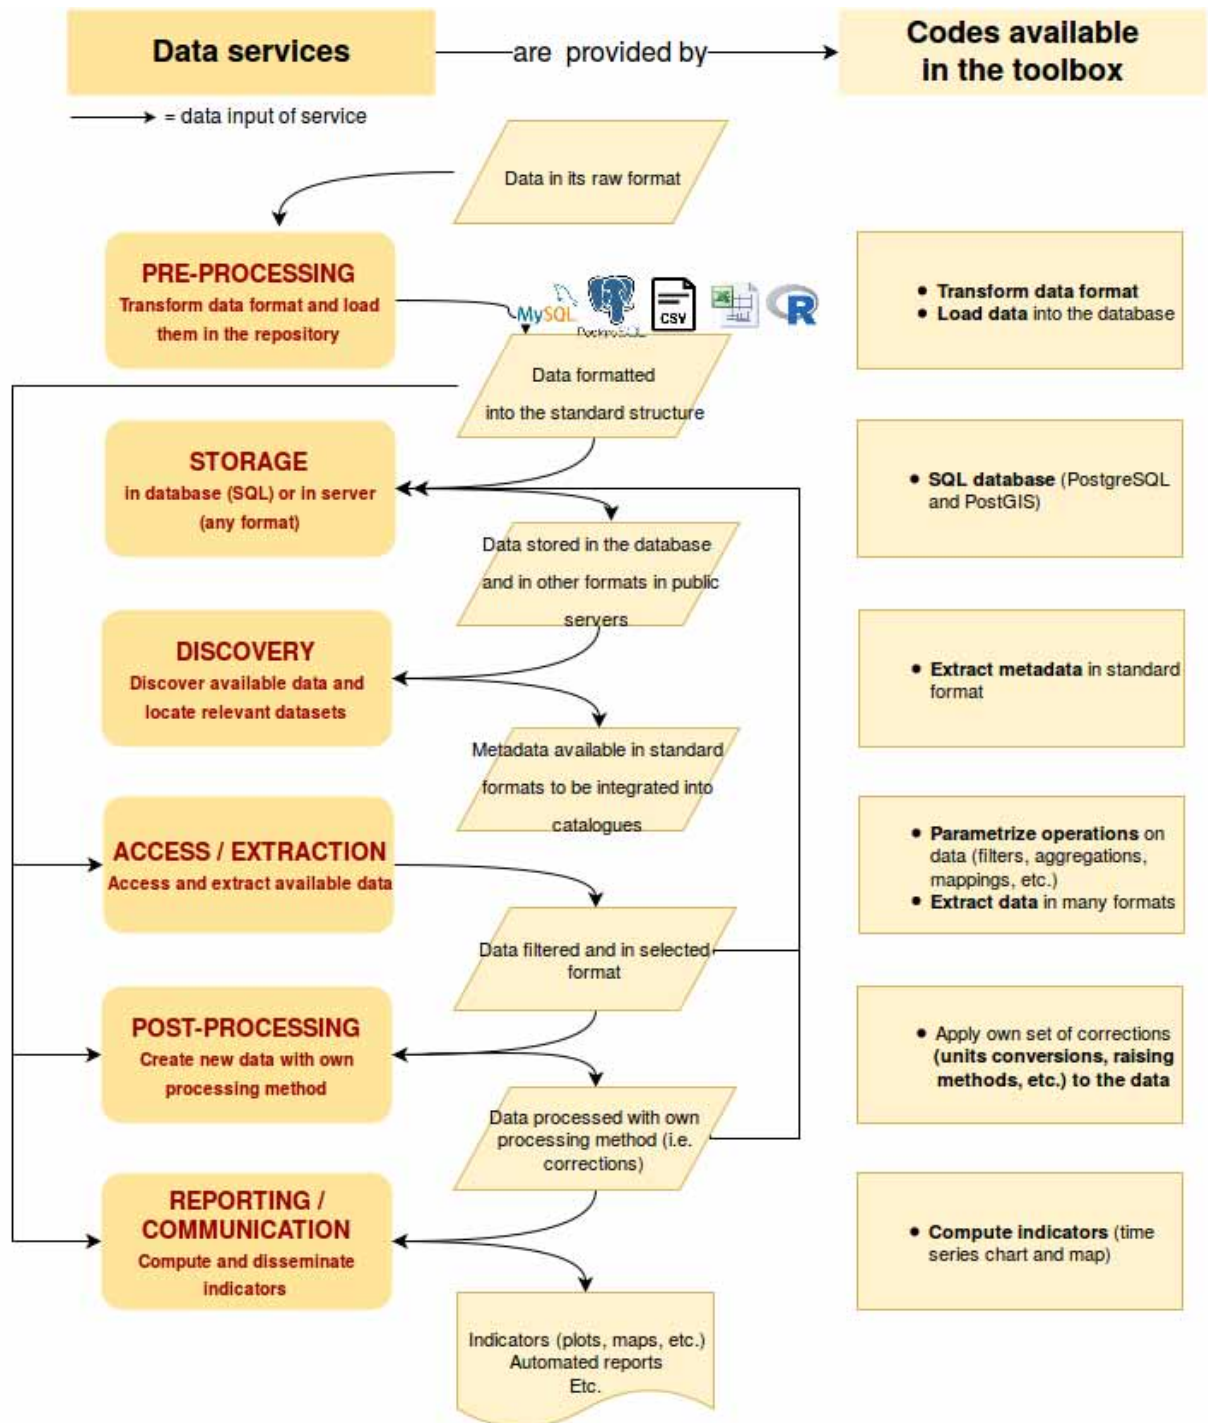 Data services
are provided by
Codes available
in the toolbox
= data input of service
Data in its raw format
PRE-PROCESSING
Transform data format and load
them in the repository
MySQL
PostgreSQL
CSV
R
• Transform data format
• Load data into the database
Data formatted
into the standard structure
STORAGE
in database (SQL) or in server
(any format)
• SQL database (PostgreSQL
and PostGIS)
Data stored in the database
and in other formats in public
servers
DISCOVERY
Discover available data and
locate relevant datasets
• Extract metadata in standard
format
Metadata available in standard
formats to be integrated into
catalogues
ACCESS / EXTRACTION
Access and extract available data
• Parametrize operations on
data (filters, aggregations,
mappings, etc.)
• Extract data in many formats
Data filtered and in selected
format
POST-PROCESSING
Create new data with own
processing method
• Apply own set of corrections
(units conversions, raising
methods, etc.) to the data
Data processed with own
processing method (i.e.
corrections)
REPORTING /
COMMUNICATION
Compute and disseminate
indicators
• Compute indicators (time
series chart and map)
Indicators (plots, maps, etc.)
Automated reports
Etc.